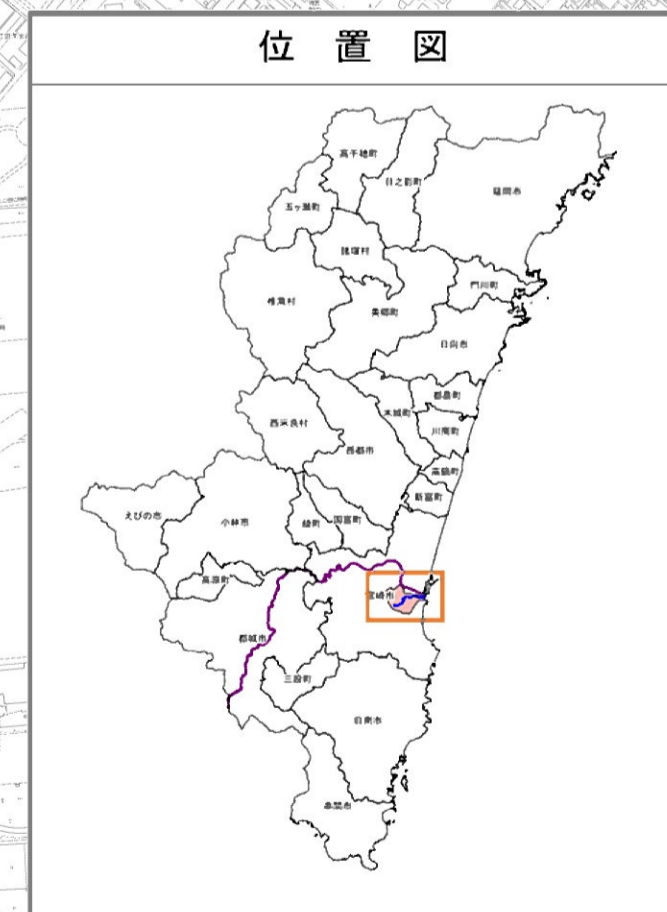 位置図
高千穂町
日之影町
延岡市
五ヶ瀬町
諸塚村
門川町
椎葉村
美郷町
日向市
都農町
木城町
西米良村
川南町
西都市
高鍋町
新富町
えびの市
小林市
綾町
国富町
高原町
宮崎市
都城市
三股町
日南市
串間市